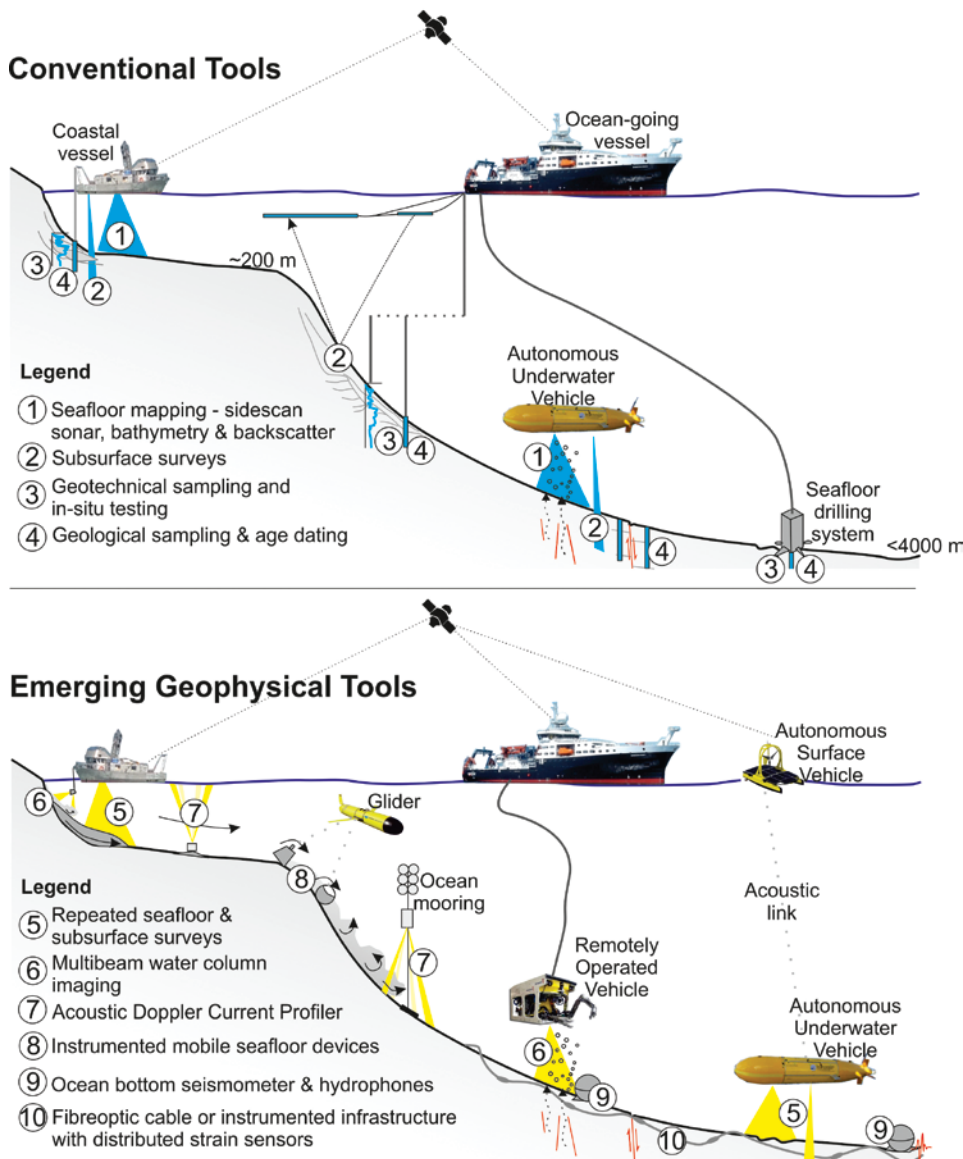 Conventional Tools
Coastal
vessel
Ocean-going
vessel
1
3
4
2
~200 m
2
3
4
Autonomous
Underwater
Vehicle
1
2
4
Seafloor
drilling
system
<4000 m
3
4
Legend
1 Seafloor mapping - sidescan
sonar, bathymetry & backscatter
2 Subsurface surveys
3 Geotechnical sampling and
in-situ testing
4 Geological sampling & age dating
Emerging Geophysical Tools
Autonomous
Surface
Vehicle
6
5
7
Glider
8
Ocean
mooring
7
Acoustic
link
Remotely
Operated
Vehicle
6
9
10
Autonomous
Underwater
Vehicle
5
9
Legend
5 Repeated seafloor &
subsurface surveys
6 Multibeam water column
imaging
7 Acoustic Doppler Current Profiler
8 Instrumented mobile seafloor devices
9 Ocean bottom seismometer & hydrophones
10 Fibreoptic cable or instrumented infrastructure
with distributed strain sensors